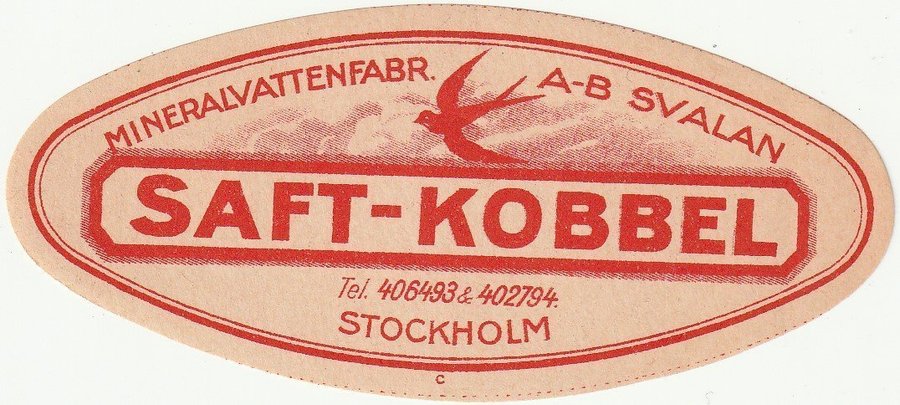 MINERALVATTENFABR. A-B SVALAN
SAFT-KOBBEL
Tel. 406493 & 402794.
STOCKHOLM
C